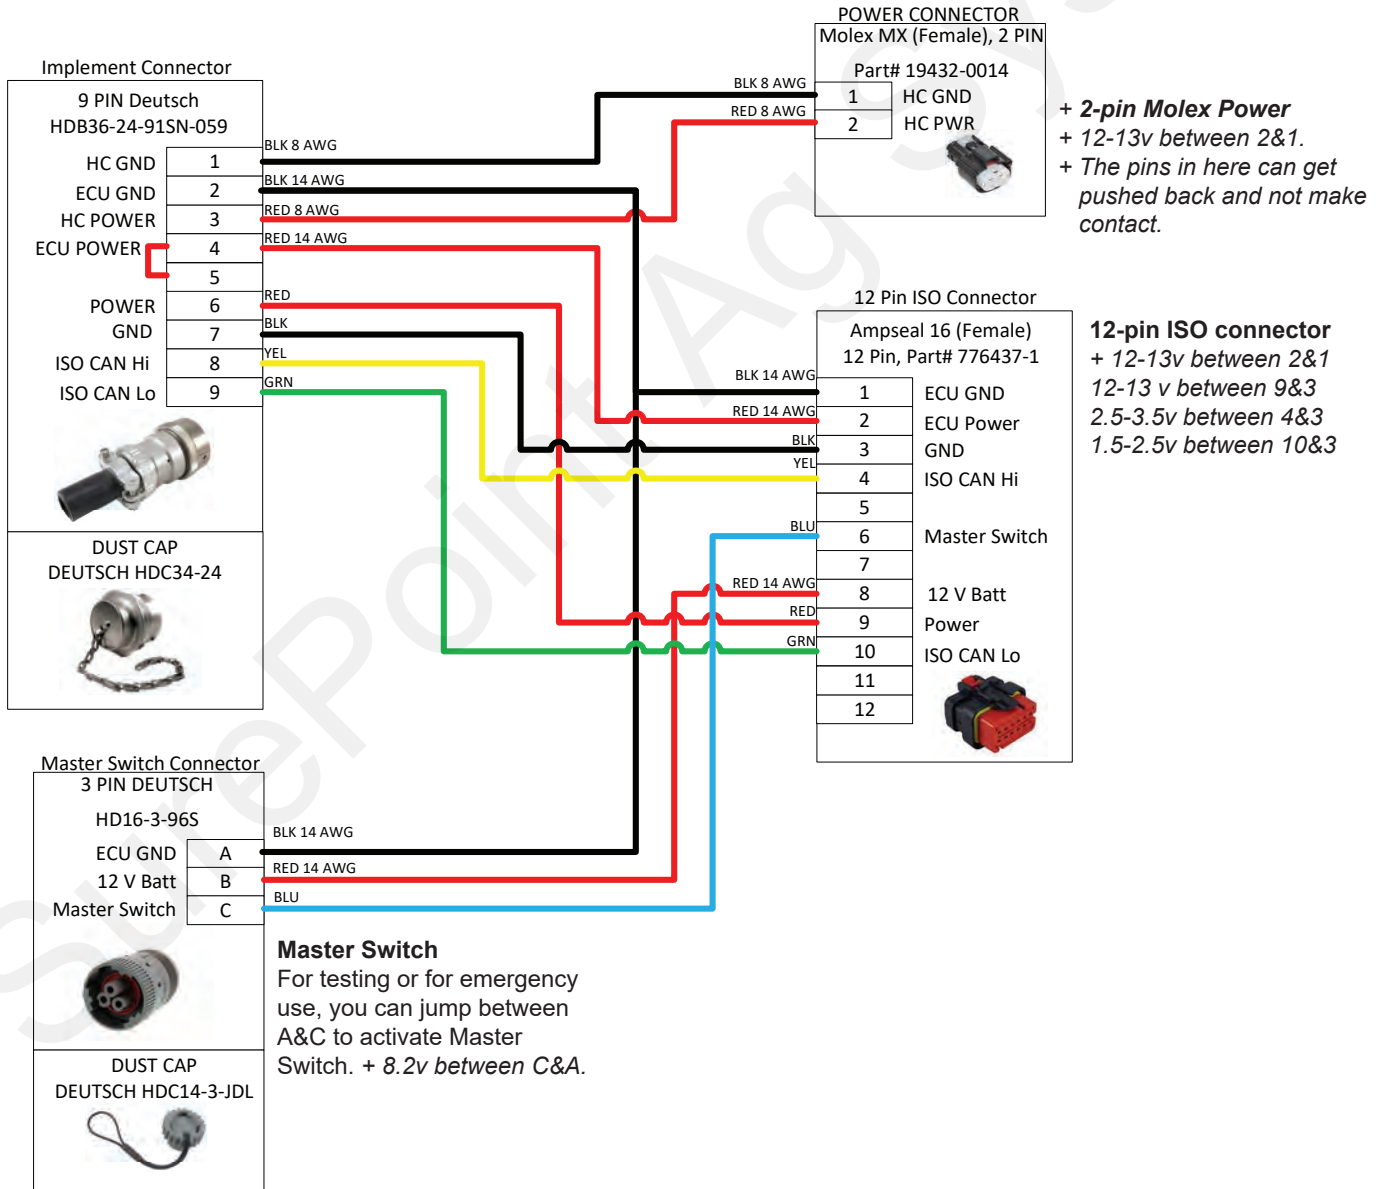 POWER CONNECTOR
Molex MX (Female), 2 PIN
Part# 19432-0014
BLK 8 AWG
1 HC GND
RED 8 AWG
2 HC PWR
+ 2-pin Molex Power
+ 12-13v between 2&1.
+ The pins in here can get
pushed back and not make
contact.
Implement Connector
9 PIN Deutsch
HDB36-24-91SN-059
HC GND 1 BLK 8 AWG
ECU GND 2 BLK 14 AWG
HC POWER 3 RED 8 AWG
ECU POWER 4 RED 14 AWG
5
POWER 6 RED
GND 7 BLK
ISO CAN Hi 8 YEL
ISO CAN Lo 9 GRN
DUST CAP
DEUTSCH HDC34-24
12 Pin ISO Connector
Ampseal 16 (Female)
12 Pin, Part# 776437-1
BLK 14 AWG 1 ECU GND
RED 14 AWG 2 ECU Power
BLK 3 GND
YEL 4 ISO CAN Hi
5
BLU 6 Master Switch
7
RED 14 AWG 8 12 V Batt
RED 9 Power
GRN 10 ISO CAN Lo
11
12
12-pin ISO connector
+ 12-13v between 2&1
12-13 v between 9&3
2.5-3.5v between 4&3
1.5-2.5v between 10&3
Master Switch Connector
3 PIN DEUTSCH
HD16-3-96S
ECU GND A BLK 14 AWG
12 V Batt B RED 14 AWG
Master Switch C BLU
Master Switch
For testing or for emergency
use, you can jump between
A&C to activate Master
Switch. + 8.2v between C&A.
DUST CAP
DEUTSCH HDC14-3-JDL
SurePoint Ag Sy